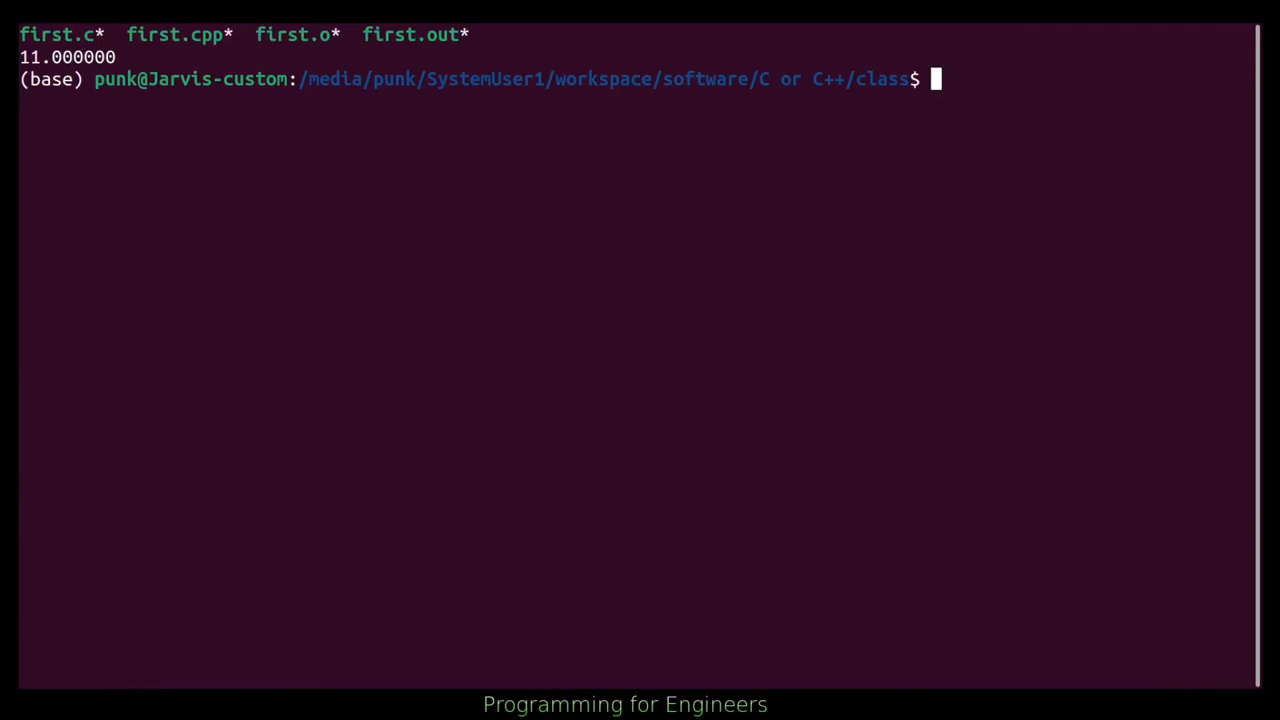 first.c*  first.cpp*  first.o*  first.out*
11.000000
(base) punk@Jarvis-custom:/media/punk/SystemUser1/workspace/software/C or C++/class$
Programming for Engineers